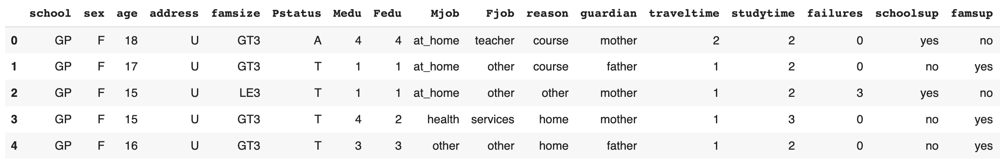 school sex age address famsize Pstatus Medu Fedu Mjob Fjob reason guardian traveltime studytime failures schoolsup famsup
0 GP F 18 U GT3 A 4 4 at_home teacher course mother 2 2 0 yes no
1 GP F 17 U GT3 T 1 1 at_home other course father 1 2 0 no yes
2 GP F 15 U LE3 T 1 1 at_home other other mother 1 2 3 yes no
3 GP F 15 U GT3 T 4 2 health services home mother 1 3 0 no yes
4 GP F 16 U GT3 T 3 3 other other home father 1 2 0 no yes